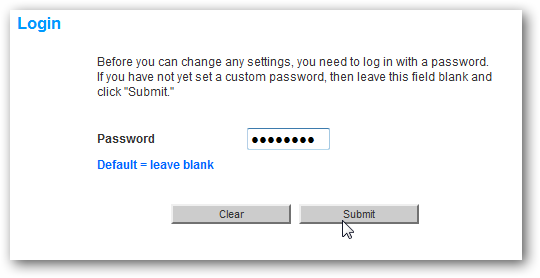 Login
Before you can change any settings, you need to log in with a password.
If you have not yet set a custom password, then leave this field blank and
click "Submit."
Password ●●●●●●●●
Default = leave blank
Clear Submit